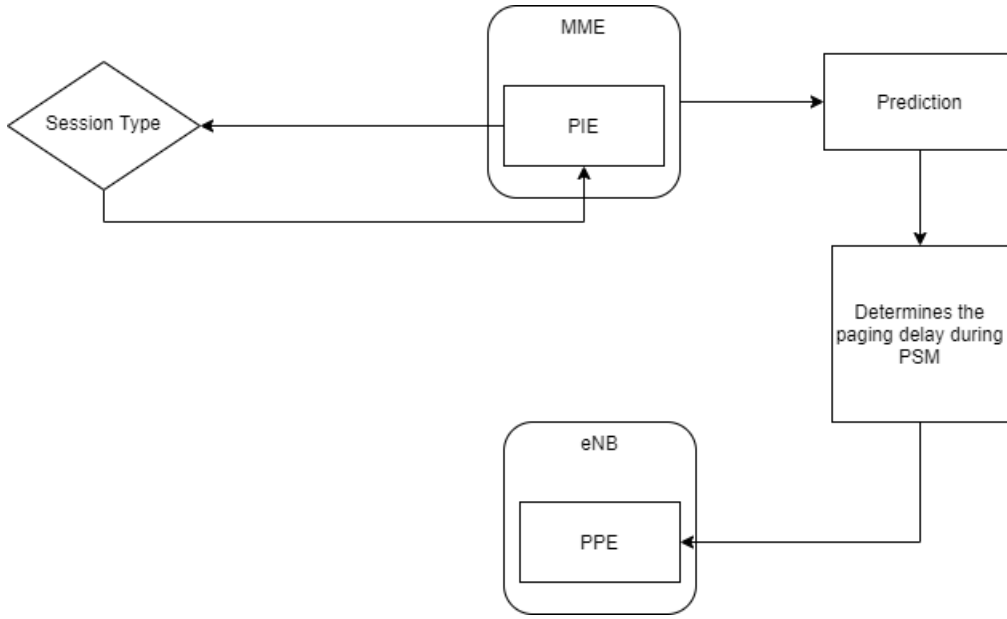 MME
Session Type
PIE
Prediction
Determines the
paging delay during
PSM
eNB
PPE